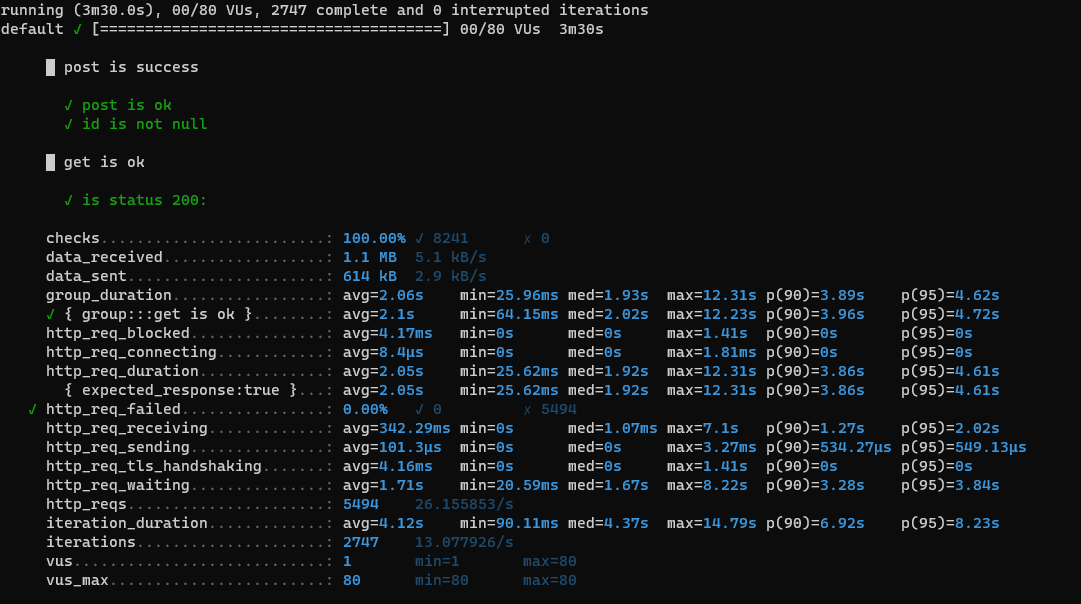 running (3m30.0s), 00/80 VUs, 2747 complete and 0 interrupted iterations
default ✓ [======================================] 00/80 VUs  3m30s
█ post is success
✓ post is ok
✓ id is not null
█ get is ok
✓ is status 200:
checks.........................: 100.00% ✓ 8241      ✗ 0
data_received..................: 1.1 MB  5.1 kB/s
data_sent......................: 614 kB  2.9 kB/s
group_duration.................: avg=2.06s    min=25.96ms med=1.93s  max=12.31s p(90)=3.89s    p(95)=4.62s
✓ { group:::get is ok }........: avg=2.1s     min=64.15ms med=2.02s  max=12.23s p(90)=3.96s    p(95)=4.72s
http_req_blocked...............: avg=4.17ms   min=0s      med=0s     max=1.41s  p(90)=0s       p(95)=0s
http_req_connecting............: avg=8.4µs    min=0s      med=0s     max=1.81ms p(90)=0s       p(95)=0s
http_req_duration..............: avg=2.05s    min=25.62ms med=1.92s  max=12.31s p(90)=3.86s    p(95)=4.61s
{ expected_response:true }...: avg=2.05s    min=25.62ms med=1.92s  max=12.31s p(90)=3.86s    p(95)=4.61s
✓ http_req_failed................: 0.00%   ✓ 0         ✗ 5494
http_req_receiving.............: avg=342.29ms min=0s      med=1.07ms max=7.1s   p(90)=1.27s    p(95)=2.02s
http_req_sending...............: avg=101.3µs  min=0s      med=0s     max=3.27ms p(90)=534.27µs p(95)=549.13µs
http_req_tls_handshaking.......: avg=4.16ms   min=0s      med=0s     max=1.41s  p(90)=0s       p(95)=0s
http_req_waiting...............: avg=1.71s    min=20.59ms med=1.67s  max=8.22s  p(90)=3.28s    p(95)=3.84s
http_reqs......................: 5494    26.155853/s
iteration_duration.............: avg=4.12s    min=90.11ms med=4.37s  max=14.79s p(90)=6.92s    p(95)=8.23s
iterations.....................: 2747    13.077926/s
vus............................: 1       min=1       max=80
vus_max........................: 80      min=80      max=80